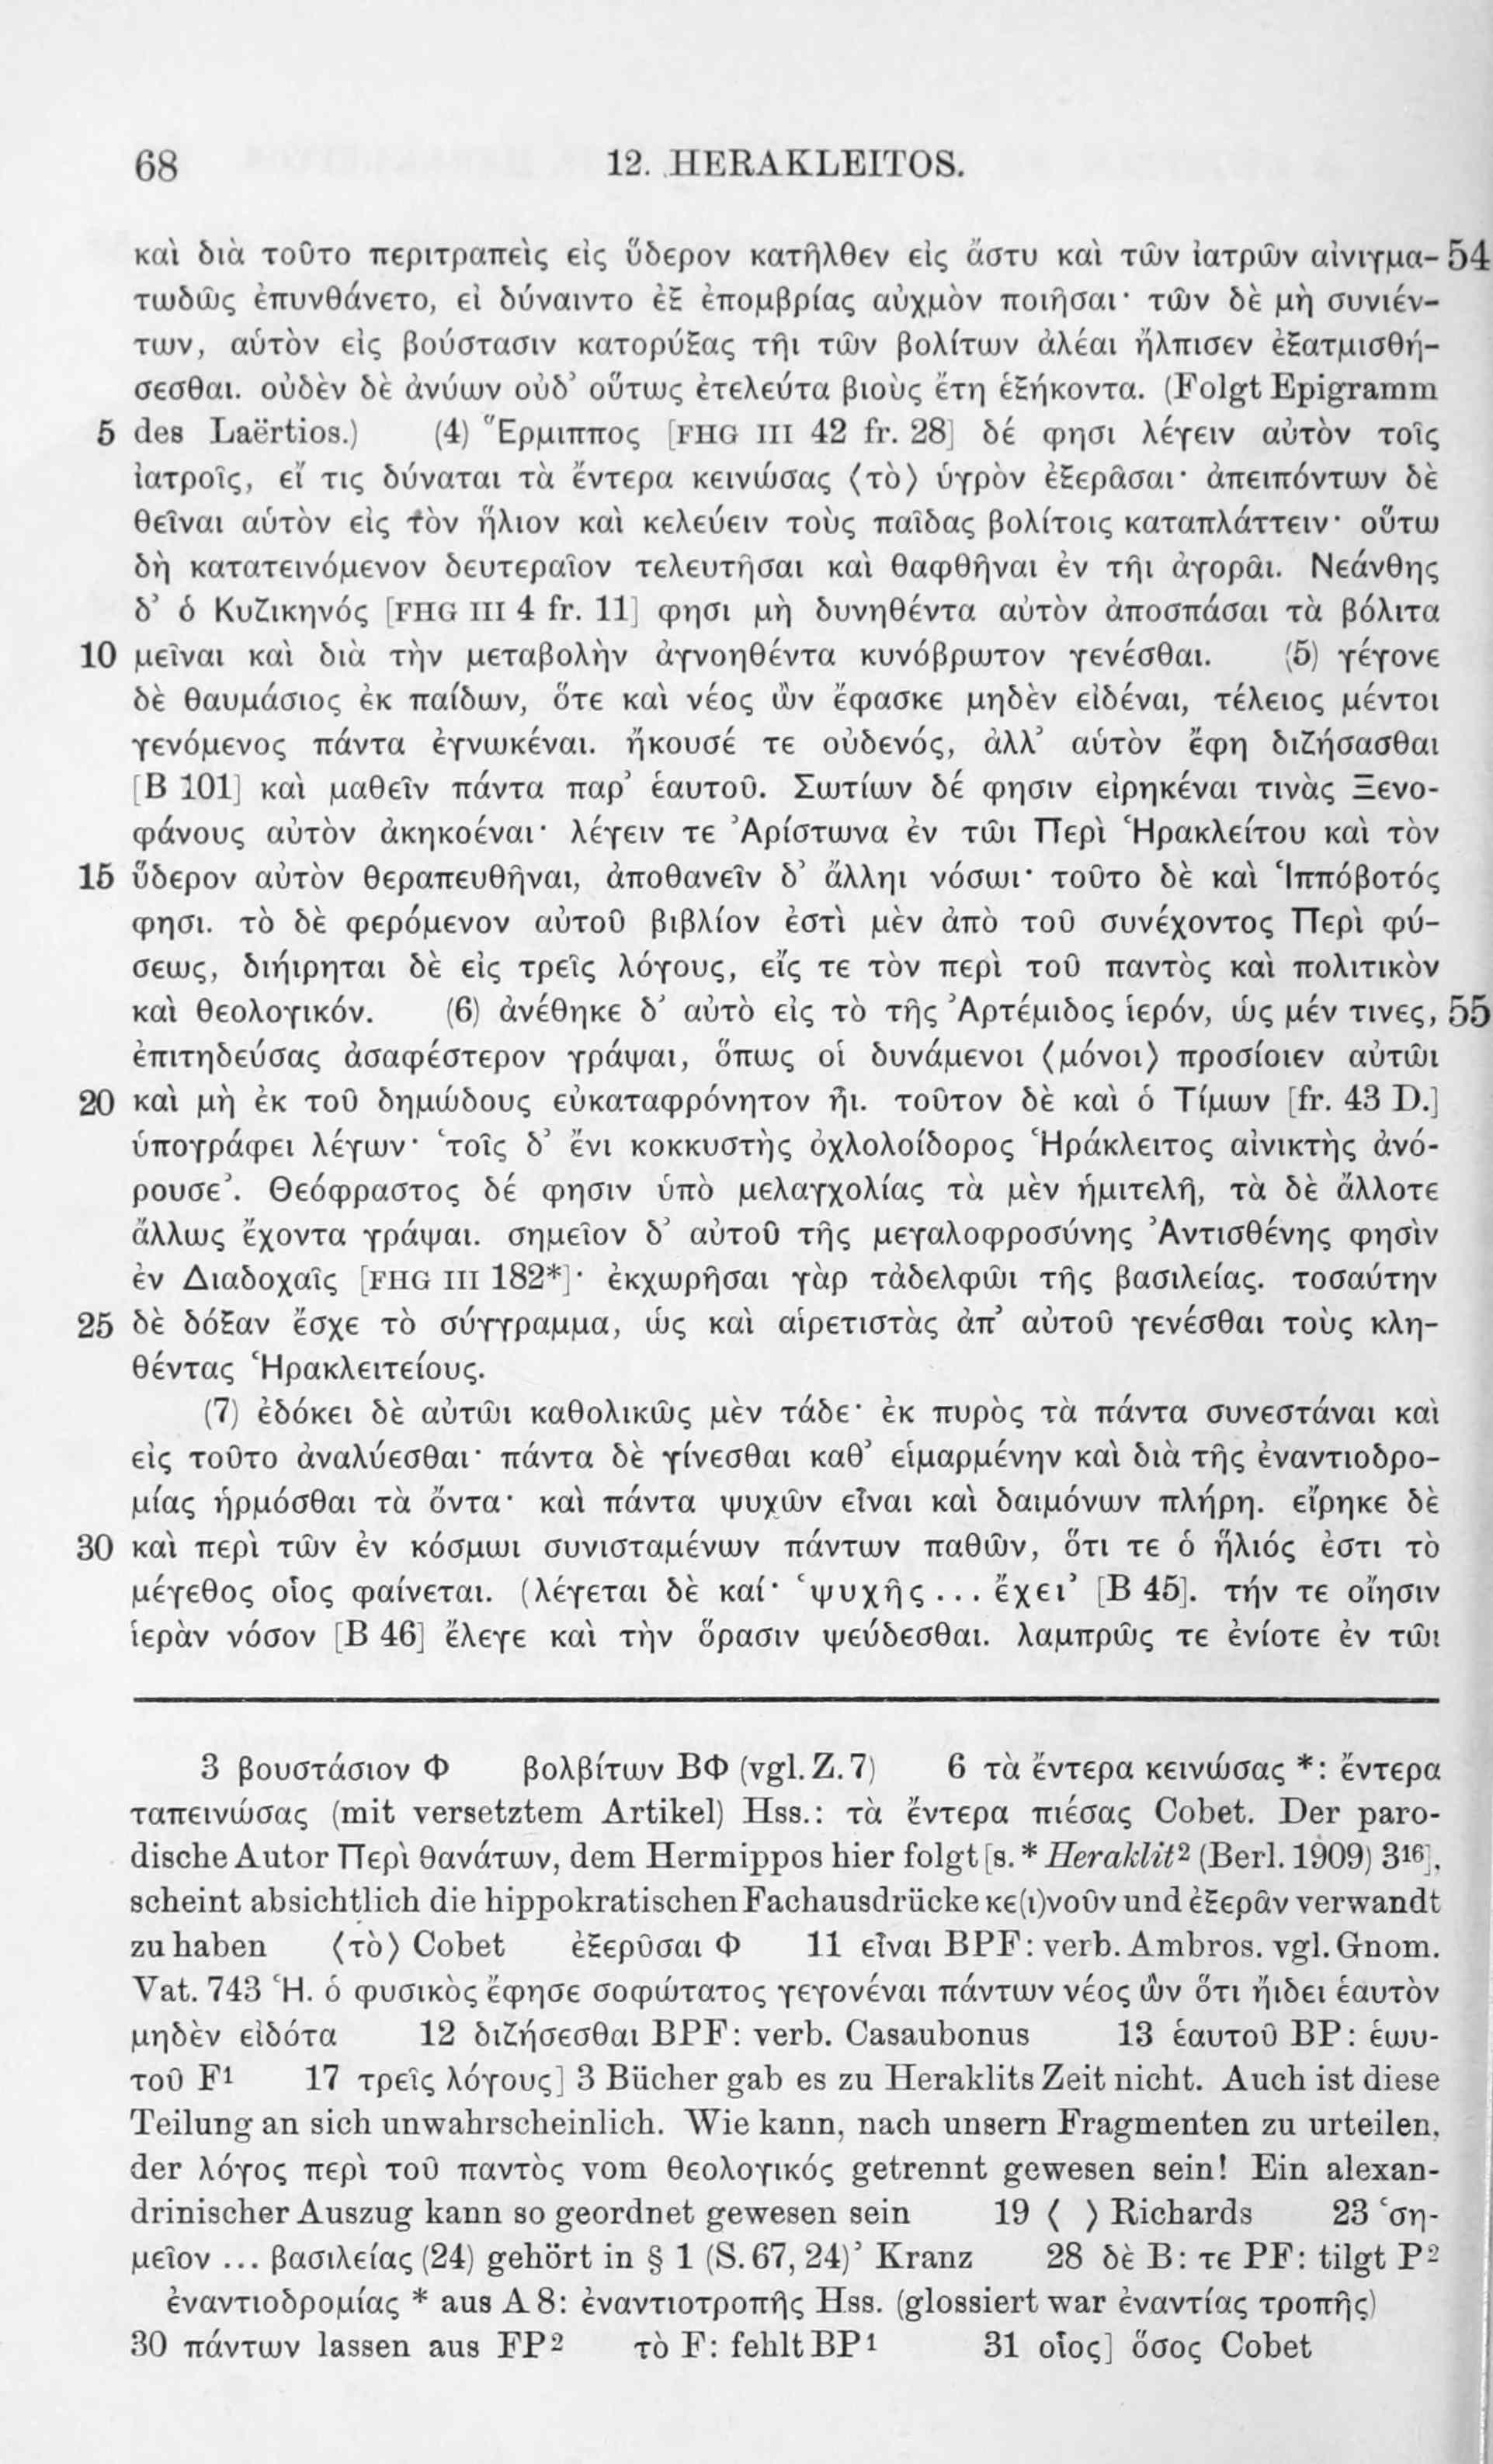 68 12. HERAKLEITOS.
καὶ διὰ τοῦτο περιτραπεὶς εἰς ὕδερον κατῆλθεν εἰς ἄστυ καὶ τῶν ἰατρῶν αἰνιγμα- 54
τωδῶς ἐπυνθάνετο, εἰ δύναιντο ἐξ ἐπομβρίας αὐχμὸν ποιῆσαι· τῶν δὲ μὴ συνιέν-
των, αὑτὸν εἰς βούστασιν κατορύξας τῆι τῶν βολίτων ἀλέαι ἤλπισεν ἐξατμισθή-
σεσθαι. οὐδὲν δὲ ἀνύων οὐδ’ οὕτως ἐτελεύτα βιοὺς ἔτη ἑξήκοντα. (Folgt Epigramm
5 des Laërtios.) (4) Ἕρμιππος [FHG III 42 fr. 28] δέ φησι λέγειν αὐτὸν τοῖς
ἰατροῖς, εἴ τις δύναται τὰ ἔντερα κεινώσας ⟨τὸ⟩ ὑγρὸν ἐξερᾶσαι· ἀπειπόντων δὲ
θεῖναι αὑτὸν εἰς τὸν ἥλιον καὶ κελεύειν τοὺς παῖδας βολίτοις καταπλάττειν· οὕτω
δὴ κατατεινόμενον δευτεραῖον τελευτῆσαι καὶ θαφθῆναι ἐν τῆι ἀγορᾶι. Νεάνθης
δ’ ὁ Κυζικηνός [FHG III 4 fr. 11] φησι μὴ δυνηθέντα αὐτὸν ἀποσπάσαι τὰ βόλιτα
10 μεῖναι καὶ διὰ τὴν μεταβολὴν ἀγνοηθέντα κυνόβρωτον γενέσθαι. (5) γέγονε
δὲ θαυμάσιος ἐκ παίδων, ὅτε καὶ νέος ὢν ἔφασκε μηδὲν εἰδέναι, τέλειος μέντοι
γενόμενος πάντα ἐγνωκέναι. ἤκουσέ τε οὐδενός, ἀλλ’ αὑτὸν ἔφη διζήσασθαι
[B 101] καὶ μαθεῖν πάντα παρ’ ἑαυτοῦ. Σωτίων δέ φησιν εἰρηκέναι τινὰς Ξενο-
φάνους αὐτὸν ἀκηκοέναι· λέγειν τε Ἀρίστωνα ἐν τῶι Περὶ Ἡρακλείτου καὶ τὸν
15 ὕδερον αὐτὸν θεραπευθῆναι, ἀποθανεῖν δ’ ἄλληι νόσωι· τοῦτο δὲ καὶ Ἱππόβοτός
φησι. τὸ δὲ φερόμενον αὐτοῦ βιβλίον ἐστὶ μὲν ἀπὸ τοῦ συνέχοντος Περὶ φύ-
σεως, διήιρηται δὲ εἰς τρεῖς λόγους, εἴς τε τὸν περὶ τοῦ παντὸς καὶ πολιτικὸν
καὶ θεολογικόν. (6) ἀνέθηκε δ’ αὐτὸ εἰς τὸ τῆς Ἀρτέμιδος ἱερόν, ὡς μέν τινες, 55
ἐπιτηδεύσας ἀσαφέστερον γράψαι, ὅπως οἱ δυνάμενοι ⟨μόνοι⟩ προσίοιεν αὐτῶι
20 καὶ μὴ ἐκ τοῦ δημώδους εὐκαταφρόνητον ἦι. τοῦτον δὲ καὶ ὁ Τίμων [fr. 43 D.]
ὑπογράφει λέγων· ‘τοῖς δ’ ἔνι κοκκυστὴς ὀχλολοίδορος Ἡράκλειτος αἰνικτὴς ἀνό-
ρουσε’. Θεόφραστος δέ φησιν ὑπὸ μελαγχολίας τὰ μὲν ἡμιτελῆ, τὰ δὲ ἄλλοτε
ἄλλως ἔχοντα γράψαι. σημεῖον δ’ αὐτοῦ τῆς μεγαλοφροσύνης Ἀντισθένης φησὶν
ἐν Διαδοχαῖς [FHG III 182*]· ἐκχωρῆσαι γὰρ τἀδελφῶι τῆς βασιλείας. τοσαύτην
25 δὲ δόξαν ἔσχε τὸ σύγγραμμα, ὡς καὶ αἱρετιστὰς ἀπ’ αὐτοῦ γενέσθαι τοὺς κλη-
θέντας Ἡρακλειτείους.
(7) ἐδόκει δὲ αὐτῶι καθολικῶς μὲν τάδε· ἐκ πυρὸς τὰ πάντα συνεστάναι καὶ
εἰς τοῦτο ἀναλύεσθαι· πάντα δὲ γίνεσθαι καθ’ εἱμαρμένην καὶ διὰ τῆς ἐναντιοδρο-
μίας ἡρμόσθαι τὰ ὄντα· καὶ πάντα ψυχῶν εἶναι καὶ δαιμόνων πλήρη. εἴρηκε δὲ
30 καὶ περὶ τῶν ἐν κόσμωι συνισταμένων πάντων παθῶν, ὅτι τε ὁ ἥλιός ἐστι τὸ
μέγεθος οἷος φαίνεται. (λέγεται δὲ καί· ‘ψυχῆς ... ἔχει’ [B 45]. τήν τε οἴησιν
ἱερὰν νόσον [B 46] ἔλεγε καὶ τὴν ὅρασιν ψεύδεσθαι. λαμπρῶς τε ἐνίοτε ἐν τῶι
3 βουστάσιον Φ βολβίτων BΦ (vgl. Z. 7) 6 τὰ ἔντερα κεινώσας *: ἔντερα
ταπεινώσας (mit versetztem Artikel) Hss.: τὰ ἔντερα πιέσας Cobet. Der paro-
dische Autor Περὶ θανάτων, dem Hermippos hier folgt [s. * Heraklit² (Berl. 1909) 3¹⁶],
scheint absichtlich die hippokratischen Fachausdrücke κε(ι)νοῦν und ἐξερᾶν verwandt
zu haben ⟨τὸ⟩ Cobet ἐξερῦσαι Φ 11 εἶναι BPF: verb. Ambros. vgl. Gnom.
Vat. 743 Ἡ. ὁ φυσικὸς ἔφησε σοφώτατος γεγονέναι πάντων νέος ὢν ὅτι ἤιδει ἑαυτὸν
μηδὲν εἰδότα 12 διζήσεσθαι BPF: verb. Casaubonus 13 ἑαυτοῦ BP: ἑωυ-
τοῦ F¹ 17 τρεῖς λόγους] 3 Bücher gab es zu Heraklits Zeit nicht. Auch ist diese
Teilung an sich unwahrscheinlich. Wie kann, nach unsern Fragmenten zu urteilen,
der λόγος περὶ τοῦ παντὸς vom θεολογικός getrennt gewesen sein! Ein alexan-
drinischer Auszug kann so geordnet gewesen sein 19 ⟨ ⟩ Richards 23 ‘ση-
μεῖον ... βασιλείας (24) gehört in § 1 (S. 67, 24)’ Kranz 28 δὲ B: τε PF: tilgt P²
ἐναντιοδρομίας * aus A 8: ἐναντιοτροπῆς Hss. (glossiert war ἐναντίας τροπῆς)
30 πάντων lassen aus FP² τὸ F: fehlt BP¹ 31 οἷος] ὅσος Cobet